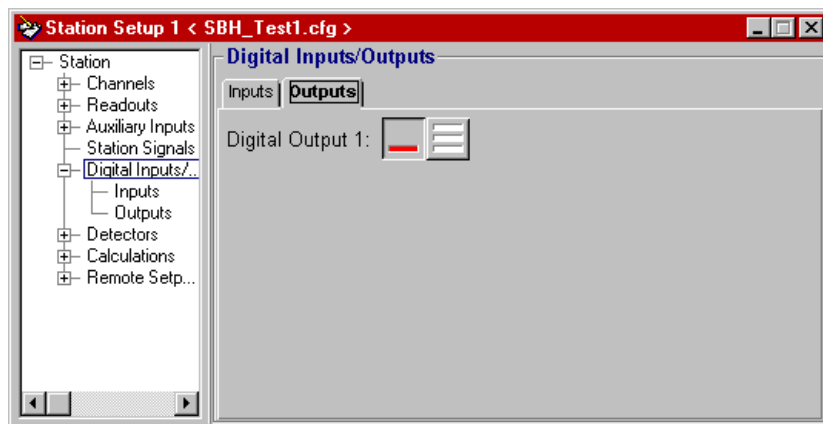 Station Setup 1 < SBH_Test1.cfg >
Station
Channels
Readouts
Auxiliary Inputs
Station Signals
Digital Inputs/...
Inputs
Outputs
Detectors
Calculations
Remote Setp...
Digital Inputs/Outputs
Inputs
Outputs
Digital Output 1: